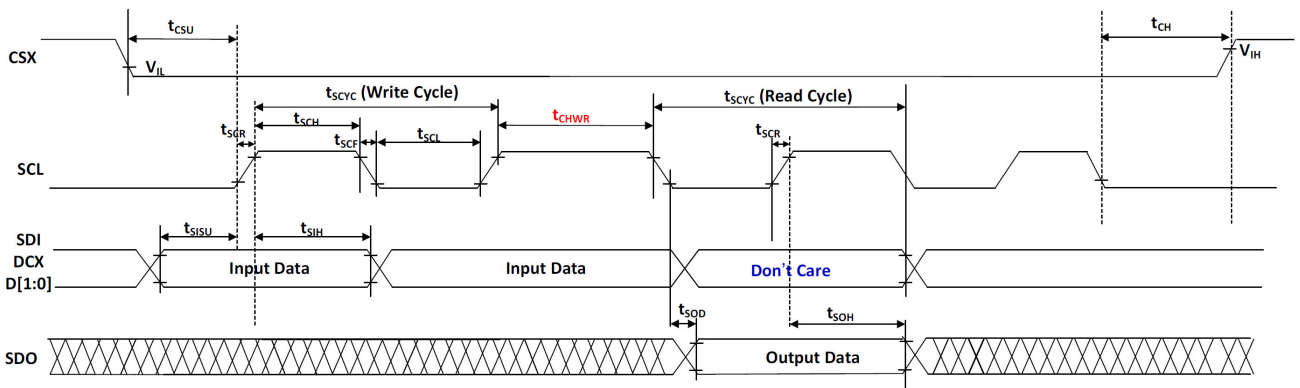 tCSU
tCH
CSX
VIL
VIH
tSCYC (Write Cycle)
tSCYC (Read Cycle)
tSCR
tSCH
tSCF
tSCL
tCHWR
tSCR
SCL
tSISU
tSIH
SDI
DCX
D[1:0]
Input Data
Input Data
Don't Care
tSOD
tSOH
SDO
Output Data